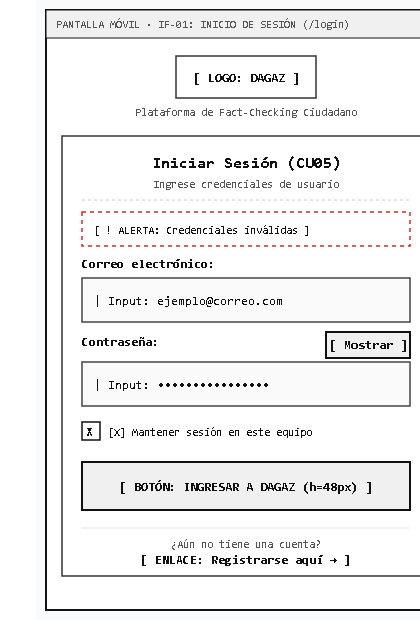 PANTALLA MÓVIL · IF-01: INICIO DE SESIÓN (/login)
[ LOGO: DAGAZ ]
Plataforma de Fact-Checking Ciudadano
Iniciar Sesión (CU05)
Ingrese credenciales de usuario
[ ! ALERTA: Credenciales inválidas ]
Correo electrónico:
| Input: ejemplo@correo.com
Contraseña:
[ Mostrar ]
| Input: ••••••••••••••••
X [X] Mantener sesión en este equipo
[ BOTÓN: INGRESAR A DAGAZ (h=48px) ]
¿Aún no tiene una cuenta?
[ ENLACE: Registrarse aquí → ]